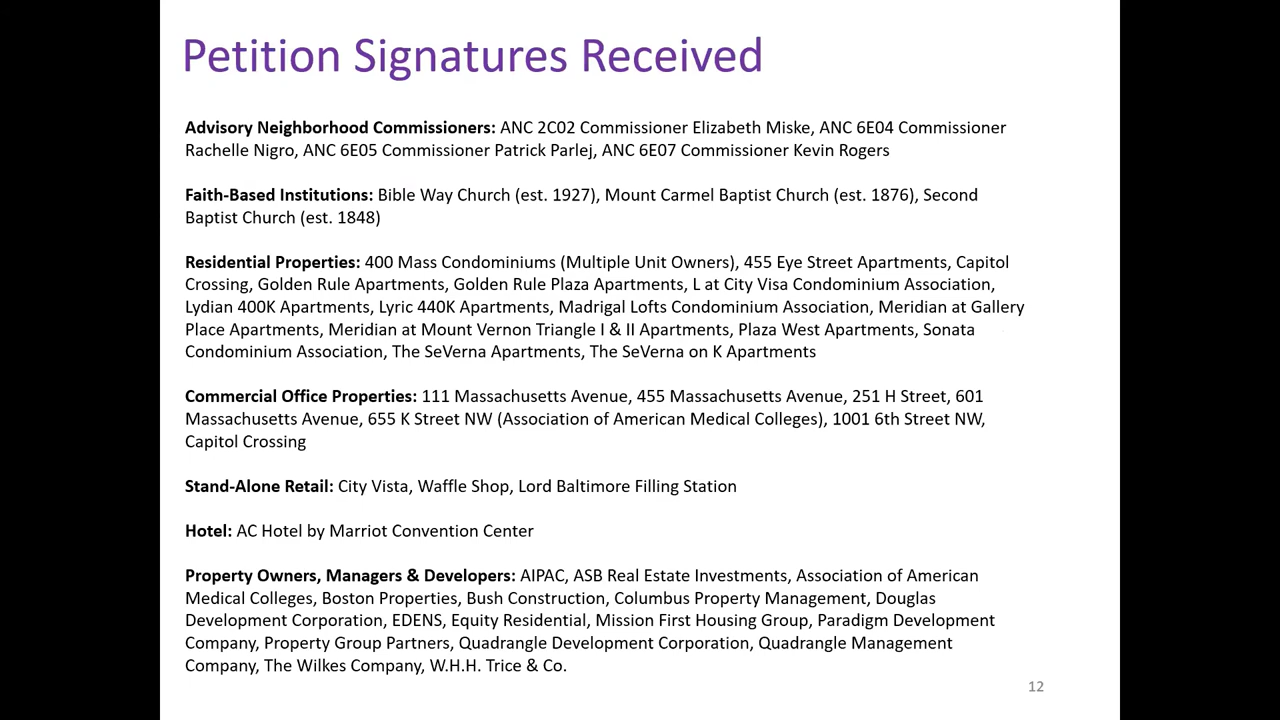 Petition Signatures Received
Advisory Neighborhood Commissioners: ANC 2C02 Commissioner Elizabeth Miske, ANC 6E04 Commissioner
Rachelle Nigro, ANC 6E05 Commissioner Patrick Parlej, ANC 6E07 Commissioner Kevin Rogers
Faith-Based Institutions: Bible Way Church (est. 1927), Mount Carmel Baptist Church (est. 1876), Second
Baptist Church (est. 1848)
Residential Properties: 400 Mass Condominiums (Multiple Unit Owners), 455 Eye Street Apartments, Capitol
Crossing, Golden Rule Apartments, Golden Rule Plaza Apartments, L at City Visa Condominium Association,
Lydian 400K Apartments, Lyric 440K Apartments, Madrigal Lofts Condominium Association, Meridian at Gallery
Place Apartments, Meridian at Mount Vernon Triangle I & II Apartments, Plaza West Apartments, Sonata
Condominium Association, The SeVerna Apartments, The SeVerna on K Apartments
Commercial Office Properties: 111 Massachusetts Avenue, 455 Massachusetts Avenue, 251 H Street, 601
Massachusetts Avenue, 655 K Street NW (Association of American Medical Colleges), 1001 6th Street NW,
Capitol Crossing
Stand-Alone Retail: City Vista, Waffle Shop, Lord Baltimore Filling Station
Hotel: AC Hotel by Marriot Convention Center
Property Owners, Managers & Developers: AIPAC, ASB Real Estate Investments, Association of American
Medical Colleges, Boston Properties, Bush Construction, Columbus Property Management, Douglas
Development Corporation, EDENS, Equity Residential, Mission First Housing Group, Paradigm Development
Company, Property Group Partners, Quadrangle Development Corporation, Quadrangle Management
Company, The Wilkes Company, W.H.H. Trice & Co.
12